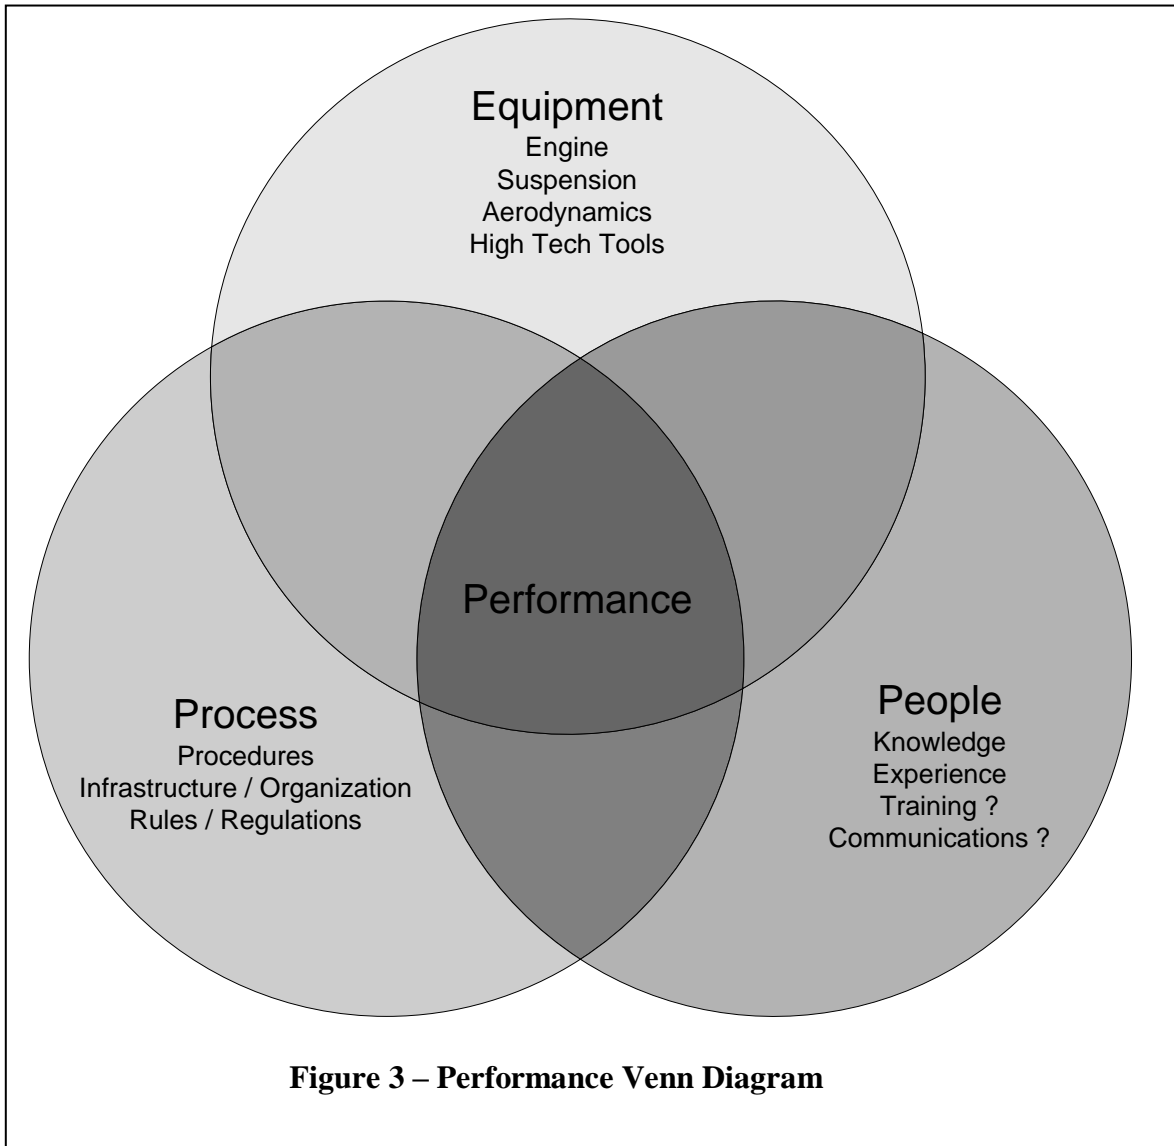 Equipment
Engine
Suspension
Aerodynamics
High Tech Tools
Performance
Process
Procedures
Infrastructure / Organization
Rules / Regulations
People
Knowledge
Experience
Training ?
Communications ?
Figure 3 – Performance Venn Diagram